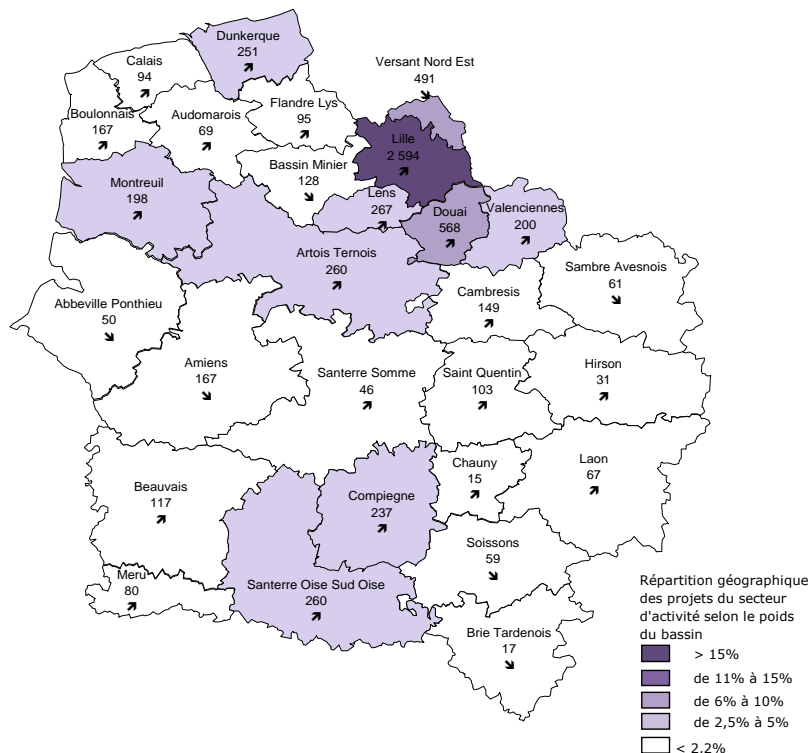 Dunkerque
251
Calais
94
Versant Nord Est
491
Boulonnais
167
Audomarois
69
Flandre Lys
95
Lille
2 594
Bassin Minier
128
Montreuil
198
Lens
267
Douai
568
Valenciennes
200
Artois Ternois
260
Sambre Avesnois
61
Abbeville Ponthieu
50
Cambresis
149
Amiens
167
Santerre Somme
46
Saint Quentin
103
Hirson
31
Beauvais
117
Compiegne
237
Chauny
15
Laon
67
Soissons
59
Meru
80
Santerre Oise Sud Oise
260
Brie Tardenois
17
Répartition géographique
des projets du secteur
d'activité selon le poids
du bassin
> 15%
de 11% à 15%
de 6% à 10%
de 2,5% à 5%
< 2,2%